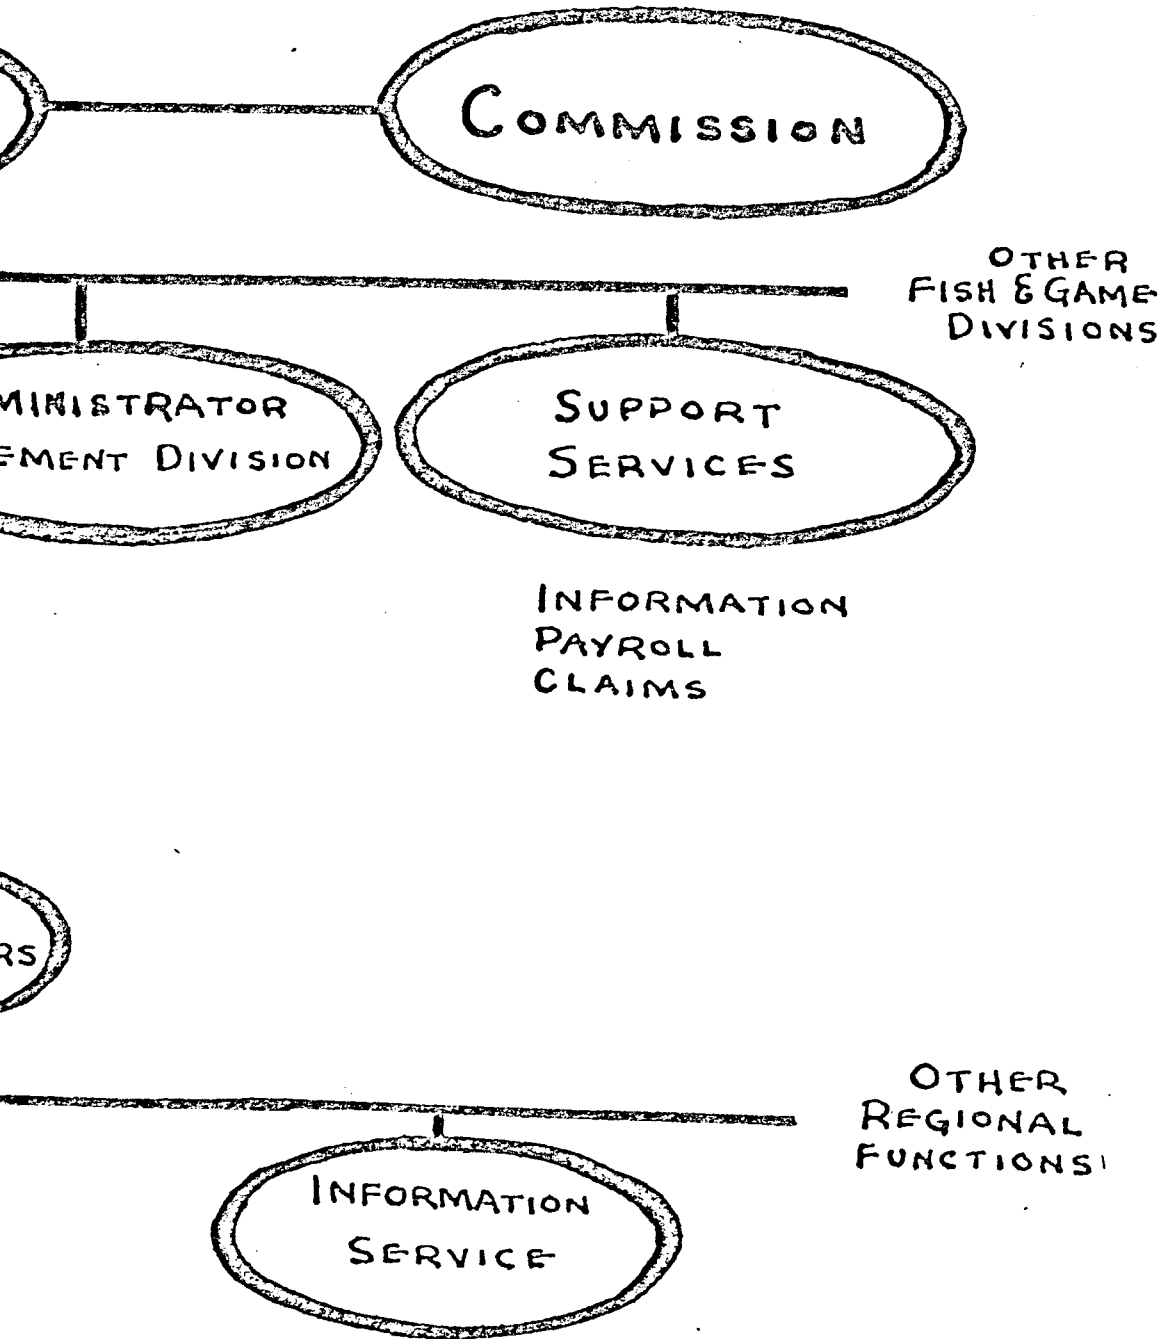 COMMISSION
OTHER
FISH & GAME
DIVISIONS
MINISTRATOR
EMENT DIVISION
SUPPORT
SERVICES
INFORMATION
PAYROLL
CLAIMS
RS
OTHER
REGIONAL
FUNCTIONS
INFORMATION
SERVICE